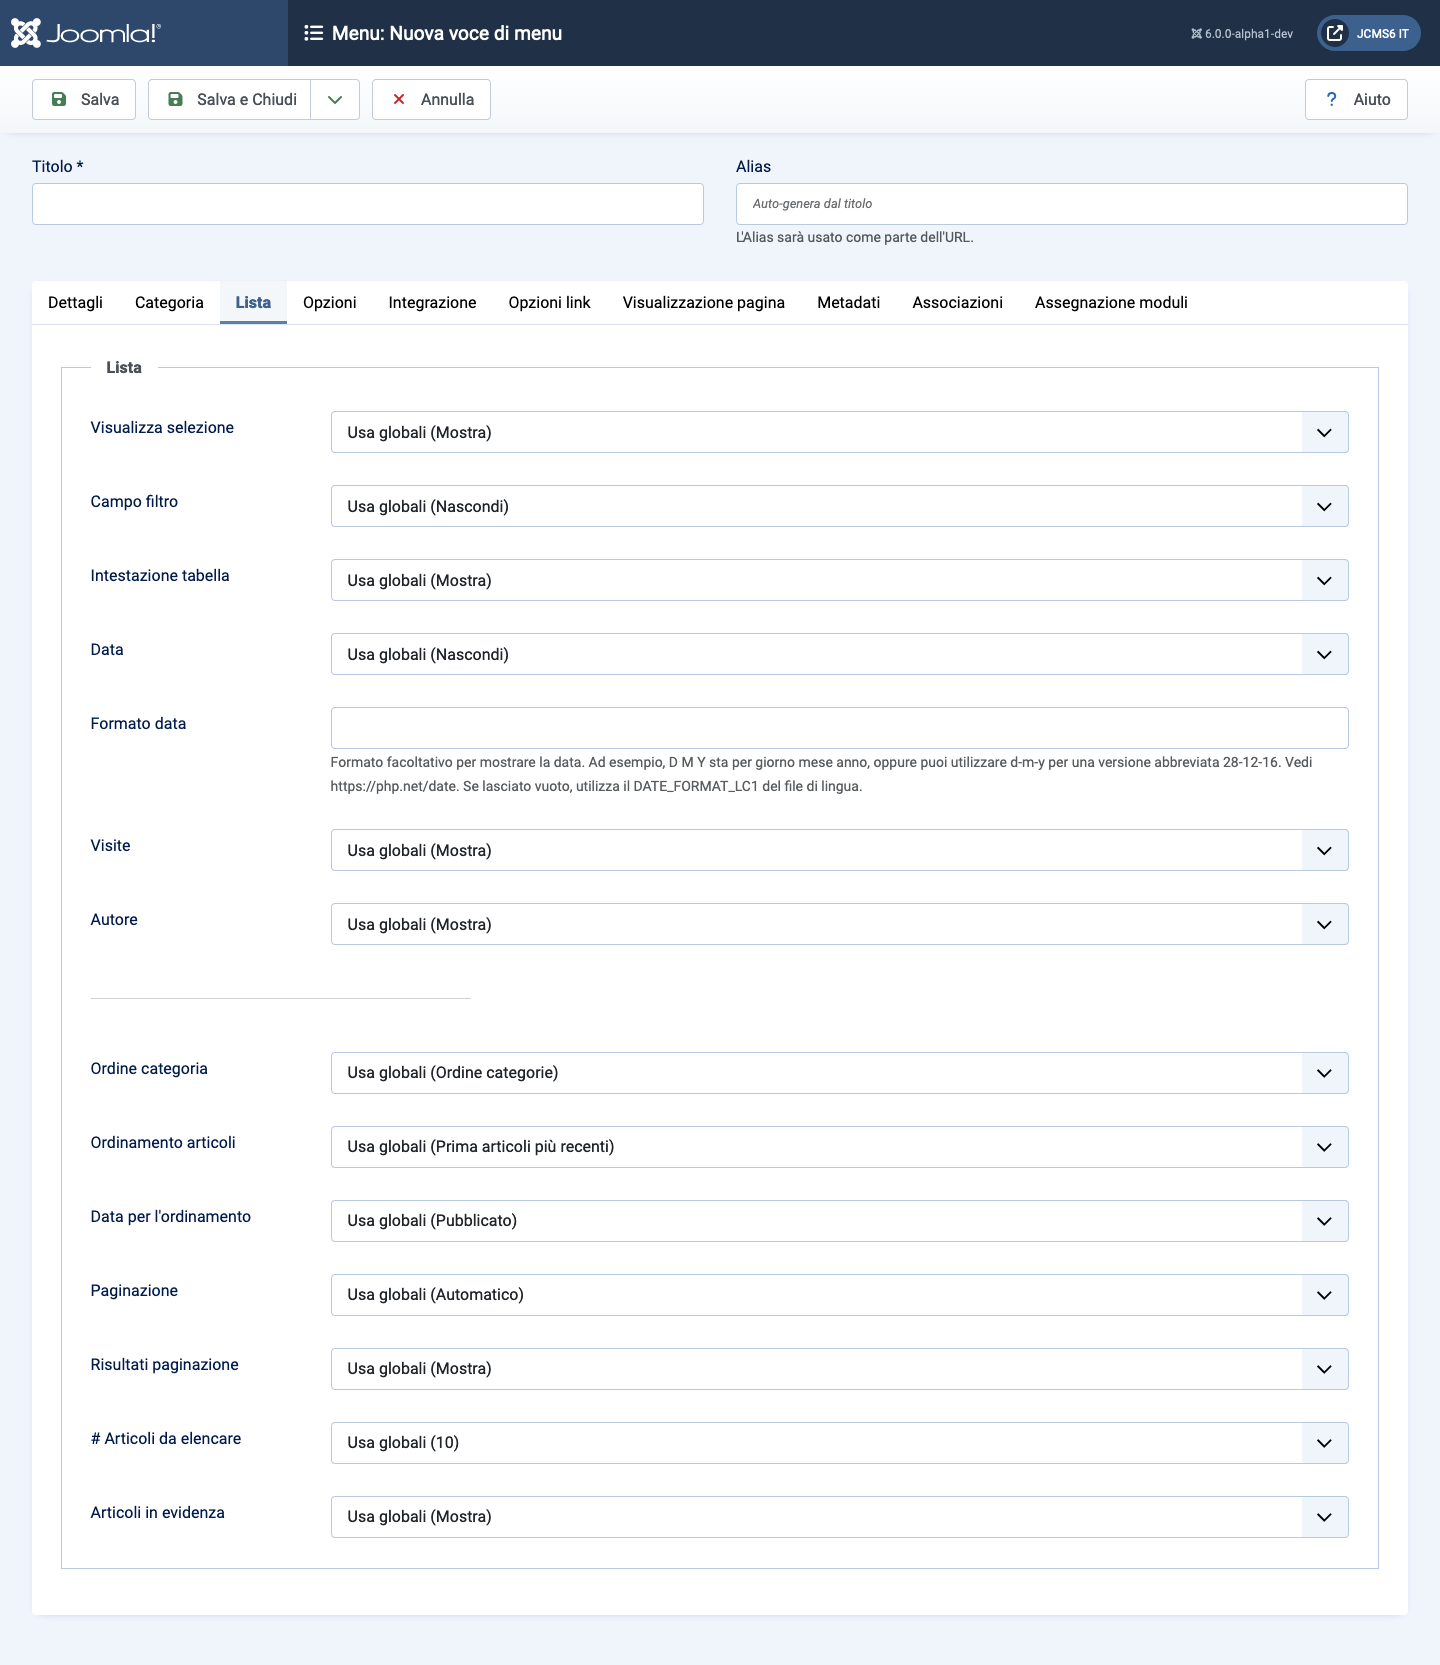 Joomla!®
Menu: Nuova voce di menu
6.0.0-alpha1-dev
JCMS6 IT
Salva
Salva e Chiudi
Annulla
? Aiuto
Titolo *
Alias
Auto-genera dal titolo
L'Alias sarà usato come parte dell'URL.
Dettagli Categoria Lista Opzioni Integrazione Opzioni link Visualizzazione pagina Metadati Associazioni Assegnazione moduli
Lista
Visualizza selezione
Usa globali (Mostra)
Campo filtro
Usa globali (Nascondi)
Intestazione tabella
Usa globali (Mostra)
Data
Usa globali (Nascondi)
Formato data
Formato facoltativo per mostrare la data. Ad esempio, D M Y sta per giorno mese anno, oppure puoi utilizzare d-m-y per una versione abbreviata 28-12-16. Vedi
https://php.net/date. Se lasciato vuoto, utilizza il DATE_FORMAT_LC1 del file di lingua.
Visite
Usa globali (Mostra)
Autore
Usa globali (Mostra)
Ordine categoria
Usa globali (Ordine categorie)
Ordinamento articoli
Usa globali (Prima articoli più recenti)
Data per l'ordinamento
Usa globali (Pubblicato)
Paginazione
Usa globali (Automatico)
Risultati paginazione
Usa globali (Mostra)
# Articoli da elencare
Usa globali (10)
Articoli in evidenza
Usa globali (Mostra)